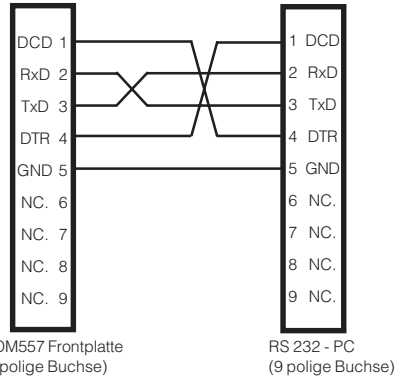 DCD 1 1 DCD
RxD 2 2 RxD
TxD 3 3 TxD
DTR 4 4 DTR
GND 5 5 GND
NC. 6 6 NC.
NC. 7 7 NC.
NC. 8 8 NC.
NC. 9 9 NC.
OM557 Frontplatte
polige Buchse)
RS 232 - PC
(9 polige Buchse)